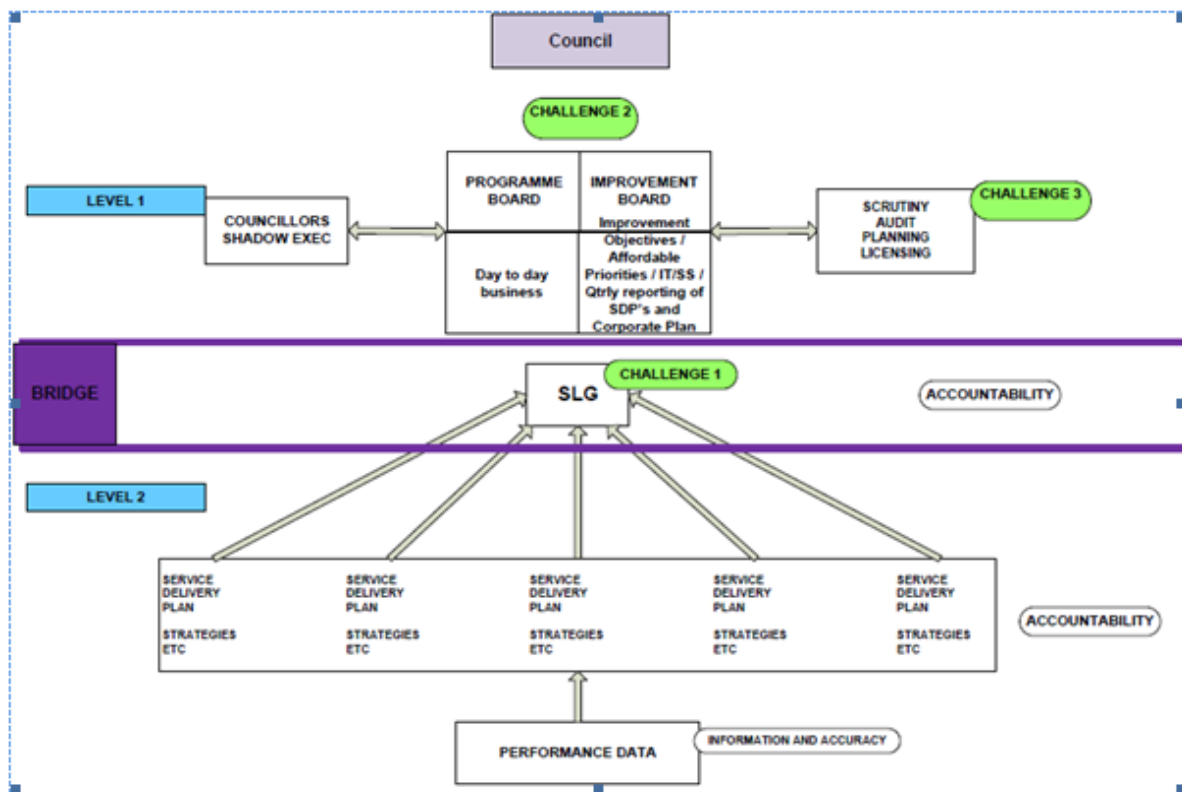 Council
CHALLENGE 2
PROGRAMME
BOARD
IMPROVEMENT
BOARD
Improvement
Objectives /
Affordable
Priorities / IT/SS /
Qtrly reporting of
SDP's and
Corporate Plan
Day to day
business
LEVEL 1
COUNCILLORS
SHADOW EXEC
CHALLENGE 3
SCRUTINY
AUDIT
PLANNING
LICENSING
BRIDGE
SLG
CHALLENGE 1
ACCOUNTABILITY
LEVEL 2
SERVICE
DELIVERY
PLAN
STRATEGIES
ETC
SERVICE
DELIVERY
PLAN
STRATEGIES
ETC
SERVICE
DELIVERY
PLAN
STRATEGIES
ETC
SERVICE
DELIVERY
PLAN
STRATEGIES
ETC
SERVICE
DELIVERY
PLAN
STRATEGIES
ETC
ACCOUNTABILITY
PERFORMANCE DATA
INFORMATION AND ACCURACY